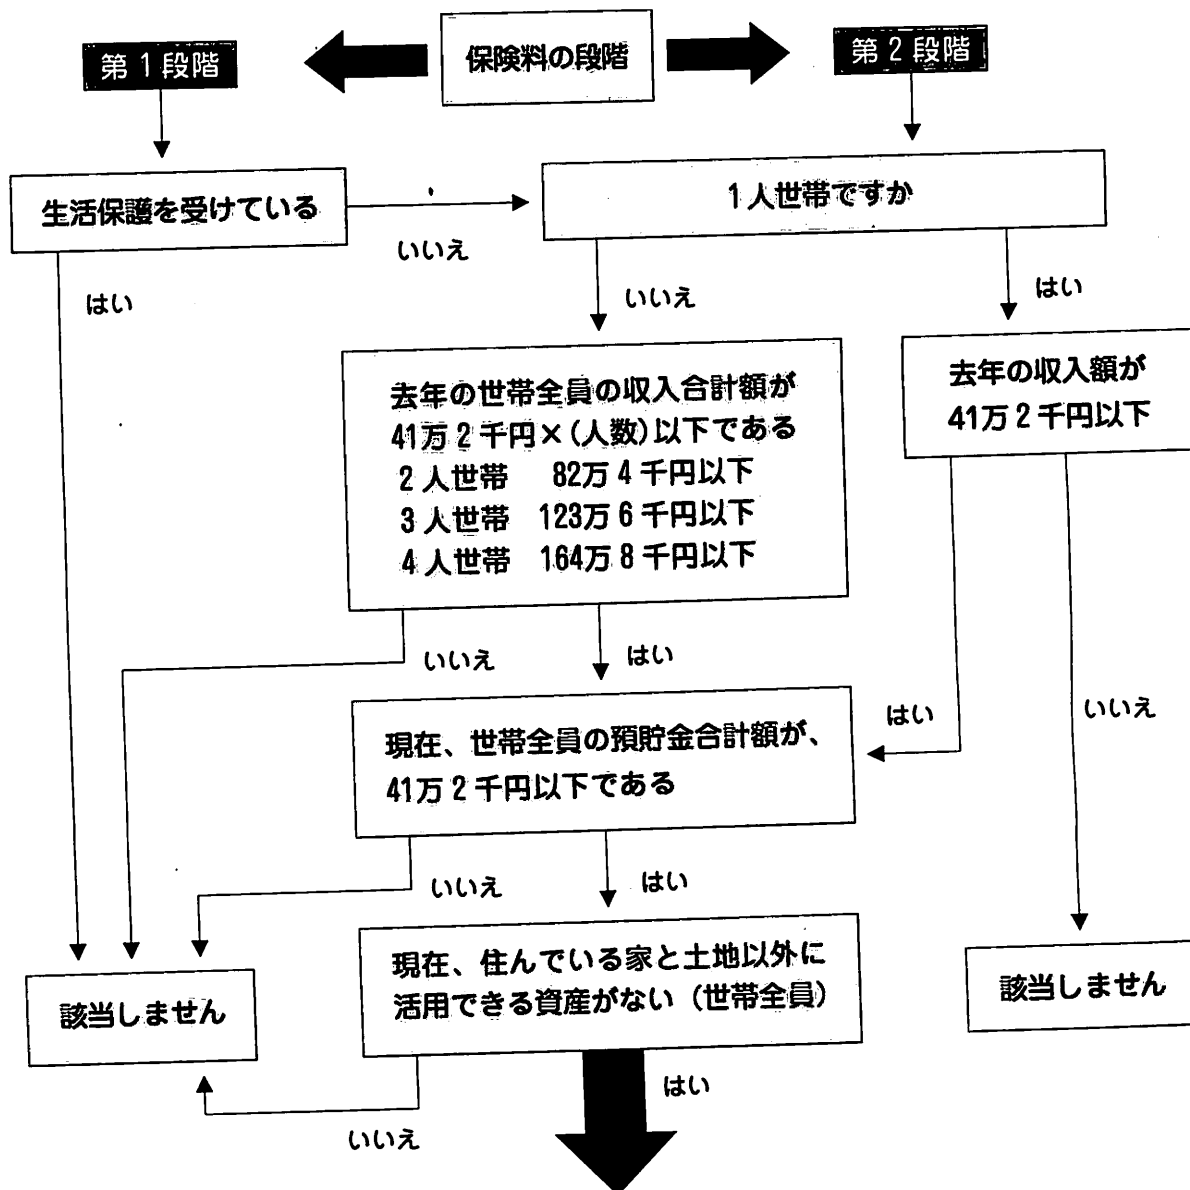 保険料の段階
第1段階
第2段階
生活保護を受けている
いいえ
はい
1人世帯ですか
いいえ
はい
去年の世帯全員の収入合計額が
41万2千円×(人数)以下である
2人世帯 82万4千円以下
3人世帯 123万6千円以下
4人世帯 164万8千円以下
去年の収入額が
41万2千円以下
いいえ
はい
はい
いいえ
現在、世帯全員の預貯金合計額が、
41万2千円以下である
いいえ
はい
現在、住んでいる家と土地以外に
活用できる資産がない(世帯全員)
該当しません
該当しません
はい
いいえ